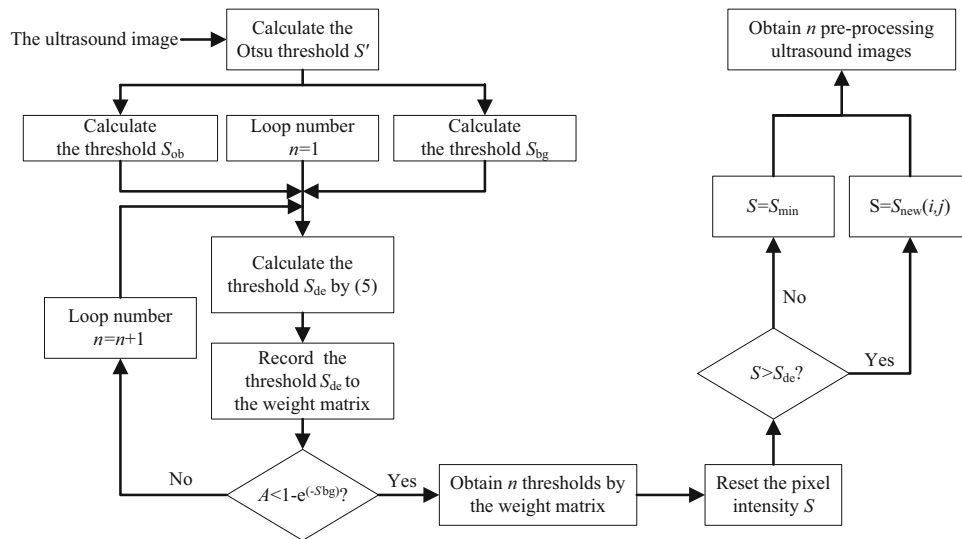 The ultrasound image
Calculate the
Otsu threshold S′
Calculate
the threshold S_ob
Loop number
n=1
Calculate
the threshold S_bg
Calculate the
threshold S_de by (5)
Loop number
n=n+1
Record the
threshold S_de to
the weight matrix
A<1-e^(-Sbg)?
No
Yes
Obtain n thresholds by
the weight matrix
Reset the pixel
intensity S
S>S_de?
No
Yes
S=S_min
S=S_new(i,j)
Obtain n pre-processing
ultrasound images